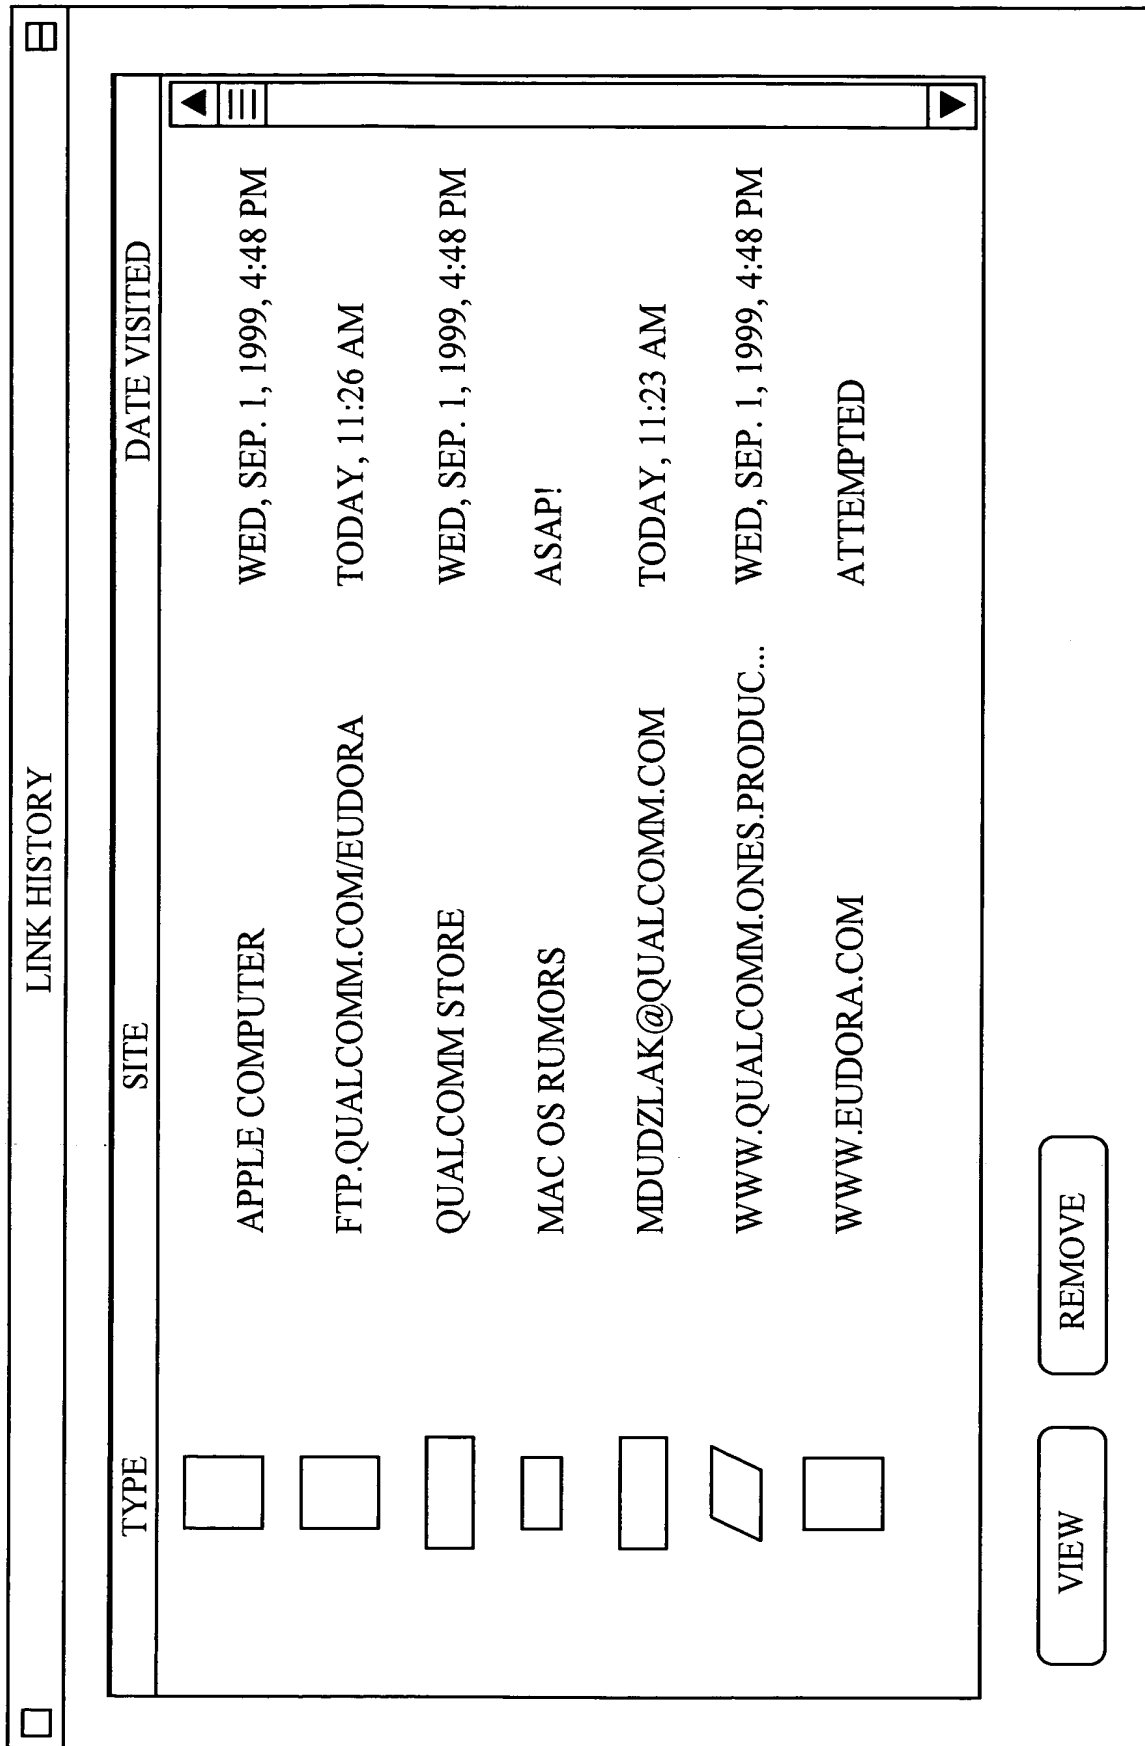 LINK HISTORY
TYPE SITE DATE VISITED
APPLE COMPUTER WED, SEP. 1, 1999, 4:48 PM
FTP.QUALCOMM.COM/EUDORA TODAY, 11:26 AM
QUALCOMM STORE WED, SEP. 1, 1999, 4:48 PM
MAC OS RUMORS ASAP!
MDUDZLAK@QUALCOMM.COM TODAY, 11:23 AM
WWW.QUALCOMM.ONES.PRODUC... WED, SEP. 1, 1999, 4:48 PM
WWW.EUDORA.COM ATTEMPTED
VIEW REMOVE